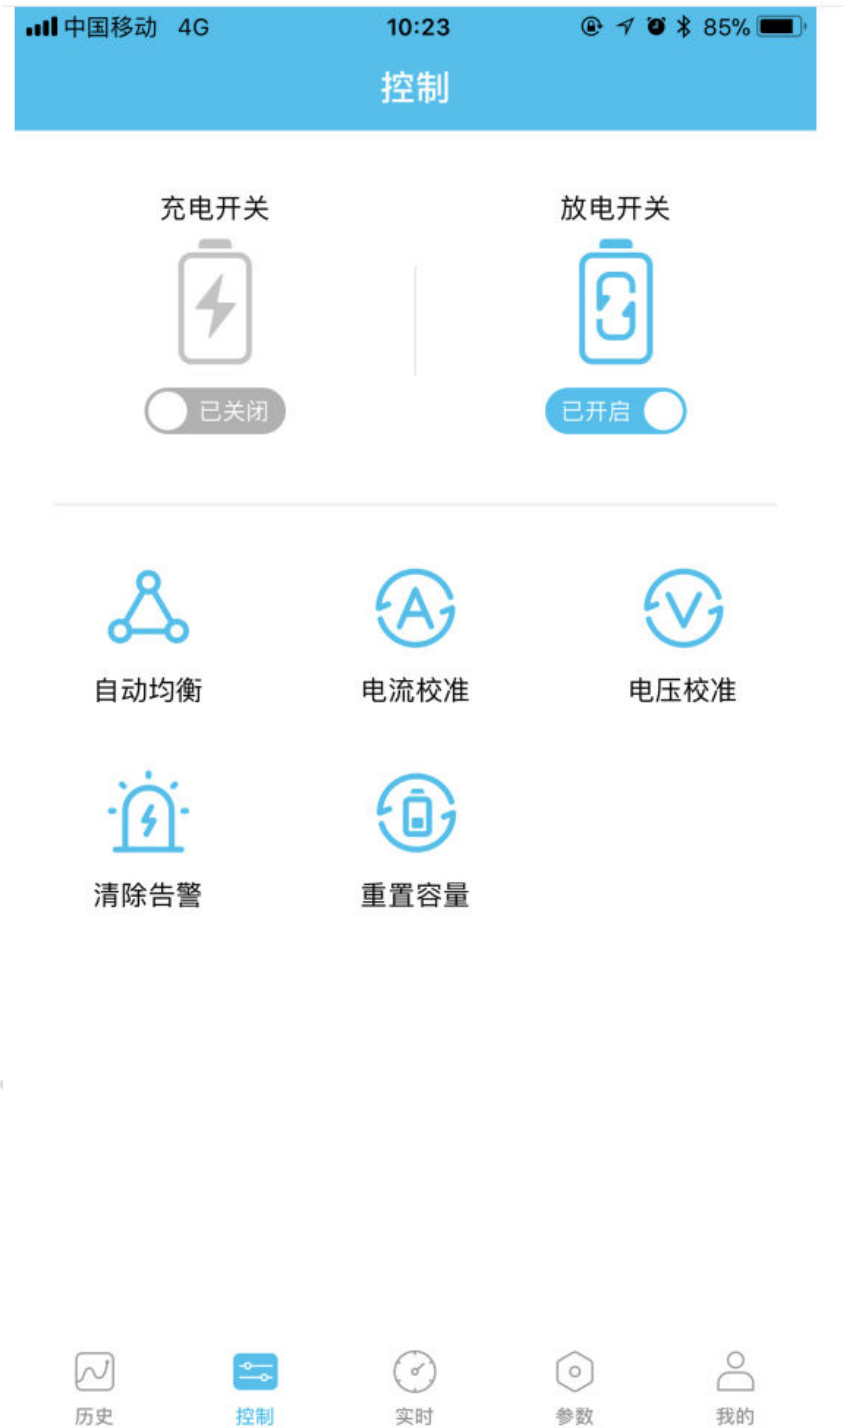 中国移动 4G 10:23 85%
控制
充电开关 放电开关
已关闭 已开启
A V
自动均衡 电流校准 电压校准
清除告警 重置容量
历史 控制 实时 参数 我的